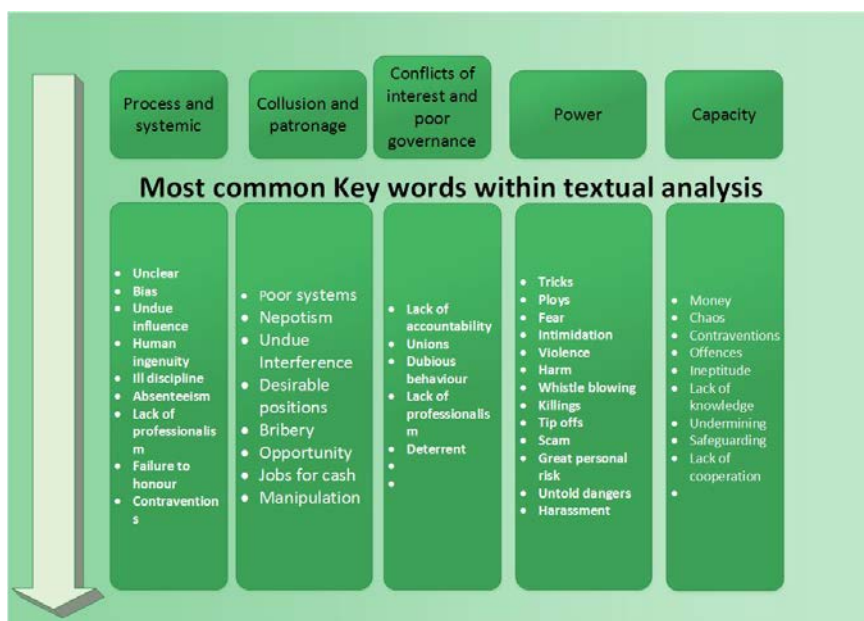 Process and
systemic
Collusion and
patronage
Conflicts of
interest and
poor
governance
Power
Capacity
Most common Key words within textual analysis
• Unclear
• Bias
• Undue
influence
• Human
ingenuity
• Ill discipline
• Absenteeism
• Lack of
professionalis
m
• Failure to
honour
• Contravention
s
• Poor systems
• Nepotism
• Undue
Interference
• Desirable
positions
• Bribery
• Opportunity
• Jobs for cash
• Manipulation
• Lack of
accountability
• Unions
• Dubious
behaviour
• Lack of
professionalis
m
• Deterrent
•
•
• Tricks
• Ploys
• Fear
• Intimidation
• Violence
• Harm
• Whistle blowing
• Killings
• Tip offs
• Scam
• Great personal
risk
• Untold dangers
• Harassment
• Money
• Chaos
• Contraventions
• Offences
• Ineptitude
• Lack of
knowledge
• Undermining
• Safeguarding
• Lack of
cooperation
•